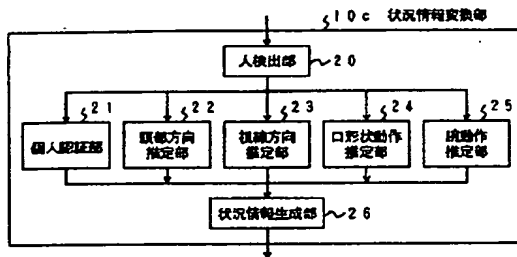 10c 状況情報変換部
人検出部
20
21
22
23
24
25
個人認証部
頭部方向
推定部
視線方向
推定部
口形状動作
推定部
腕動作
推定部
状況情報生成部
26